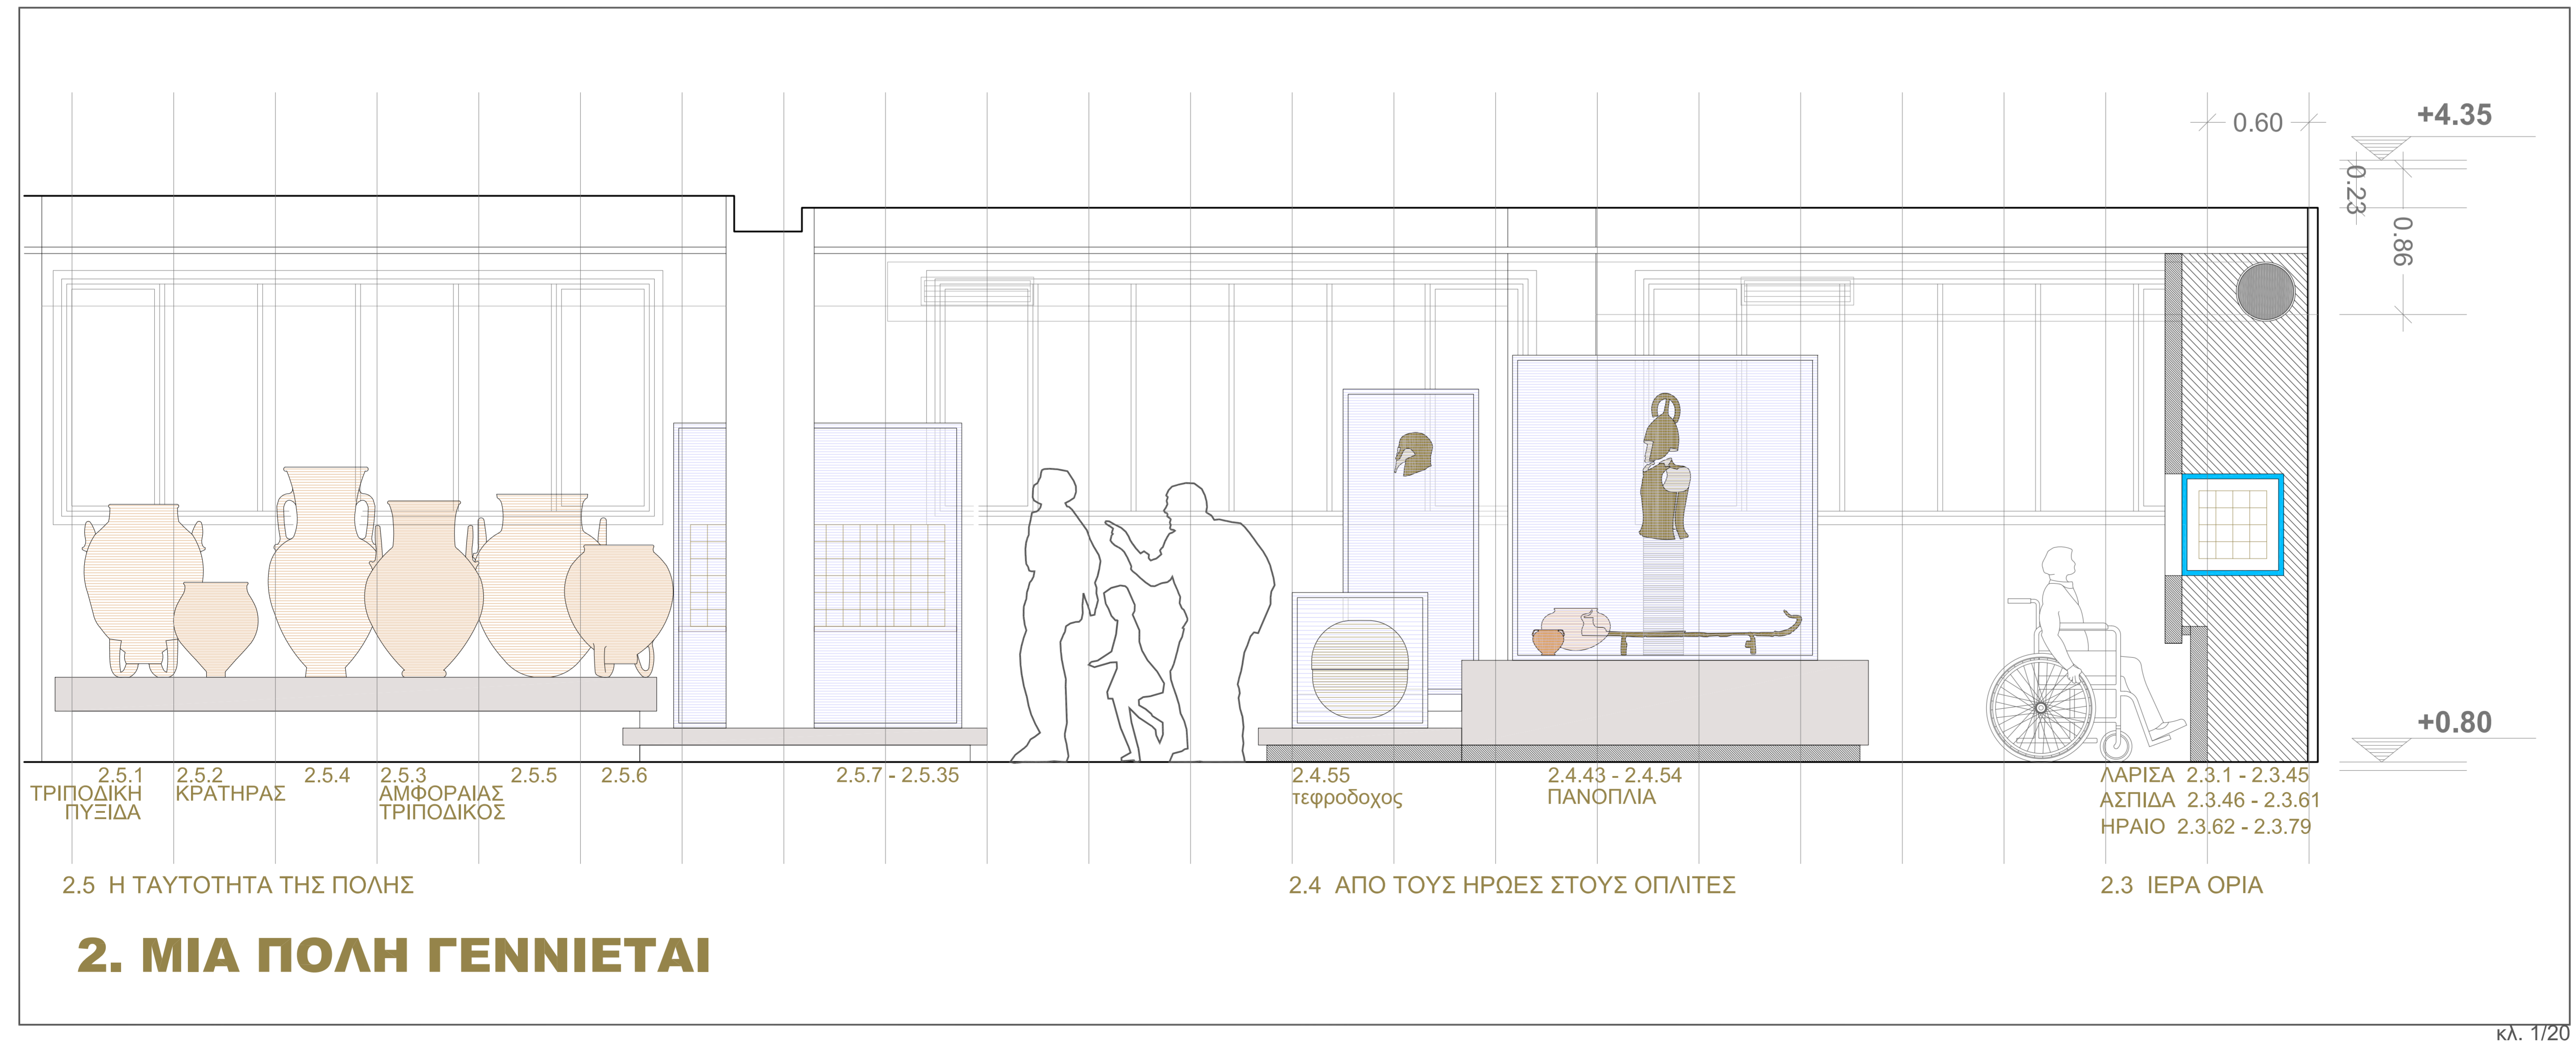 0.60
+4.35
0.23
0.86
+0.80
2.5.1
ΤΡΙΠΟΔΙΚΗ
ΠΥΞΙΔΑ
2.5.2
ΚΡΑΤΗΡΑΣ
2.5.4
2.5.3
ΑΜΦΟΡΑΙΑΣ
ΤΡΙΠΟΔΙΚΟΣ
2.5.5
2.5.6
2.5.7 - 2.5.35
2.4.55
τεφροδοχος
2.4.43 - 2.4.54
ΠΑΝΟΠΛΙΑ
ΛΑΡΙΣΑ 2.3.1 - 2.3.45
ΑΣΠΙΔΑ 2.3.46 - 2.3.61
ΗΡΑΙΟ 2.3.62 - 2.3.79
2.5 Η ΤΑΥΤΟΤΗΤΑ ΤΗΣ ΠΟΛΗΣ
2.4 ΑΠΟ ΤΟΥΣ ΗΡΩΕΣ ΣΤΟΥΣ ΟΠΛΙΤΕΣ
2.3 ΙΕΡΑ ΟΡΙΑ
2. ΜΙΑ ΠΟΛΗ ΓΕΝΝΙΕΤΑΙ
κλ. 1/20